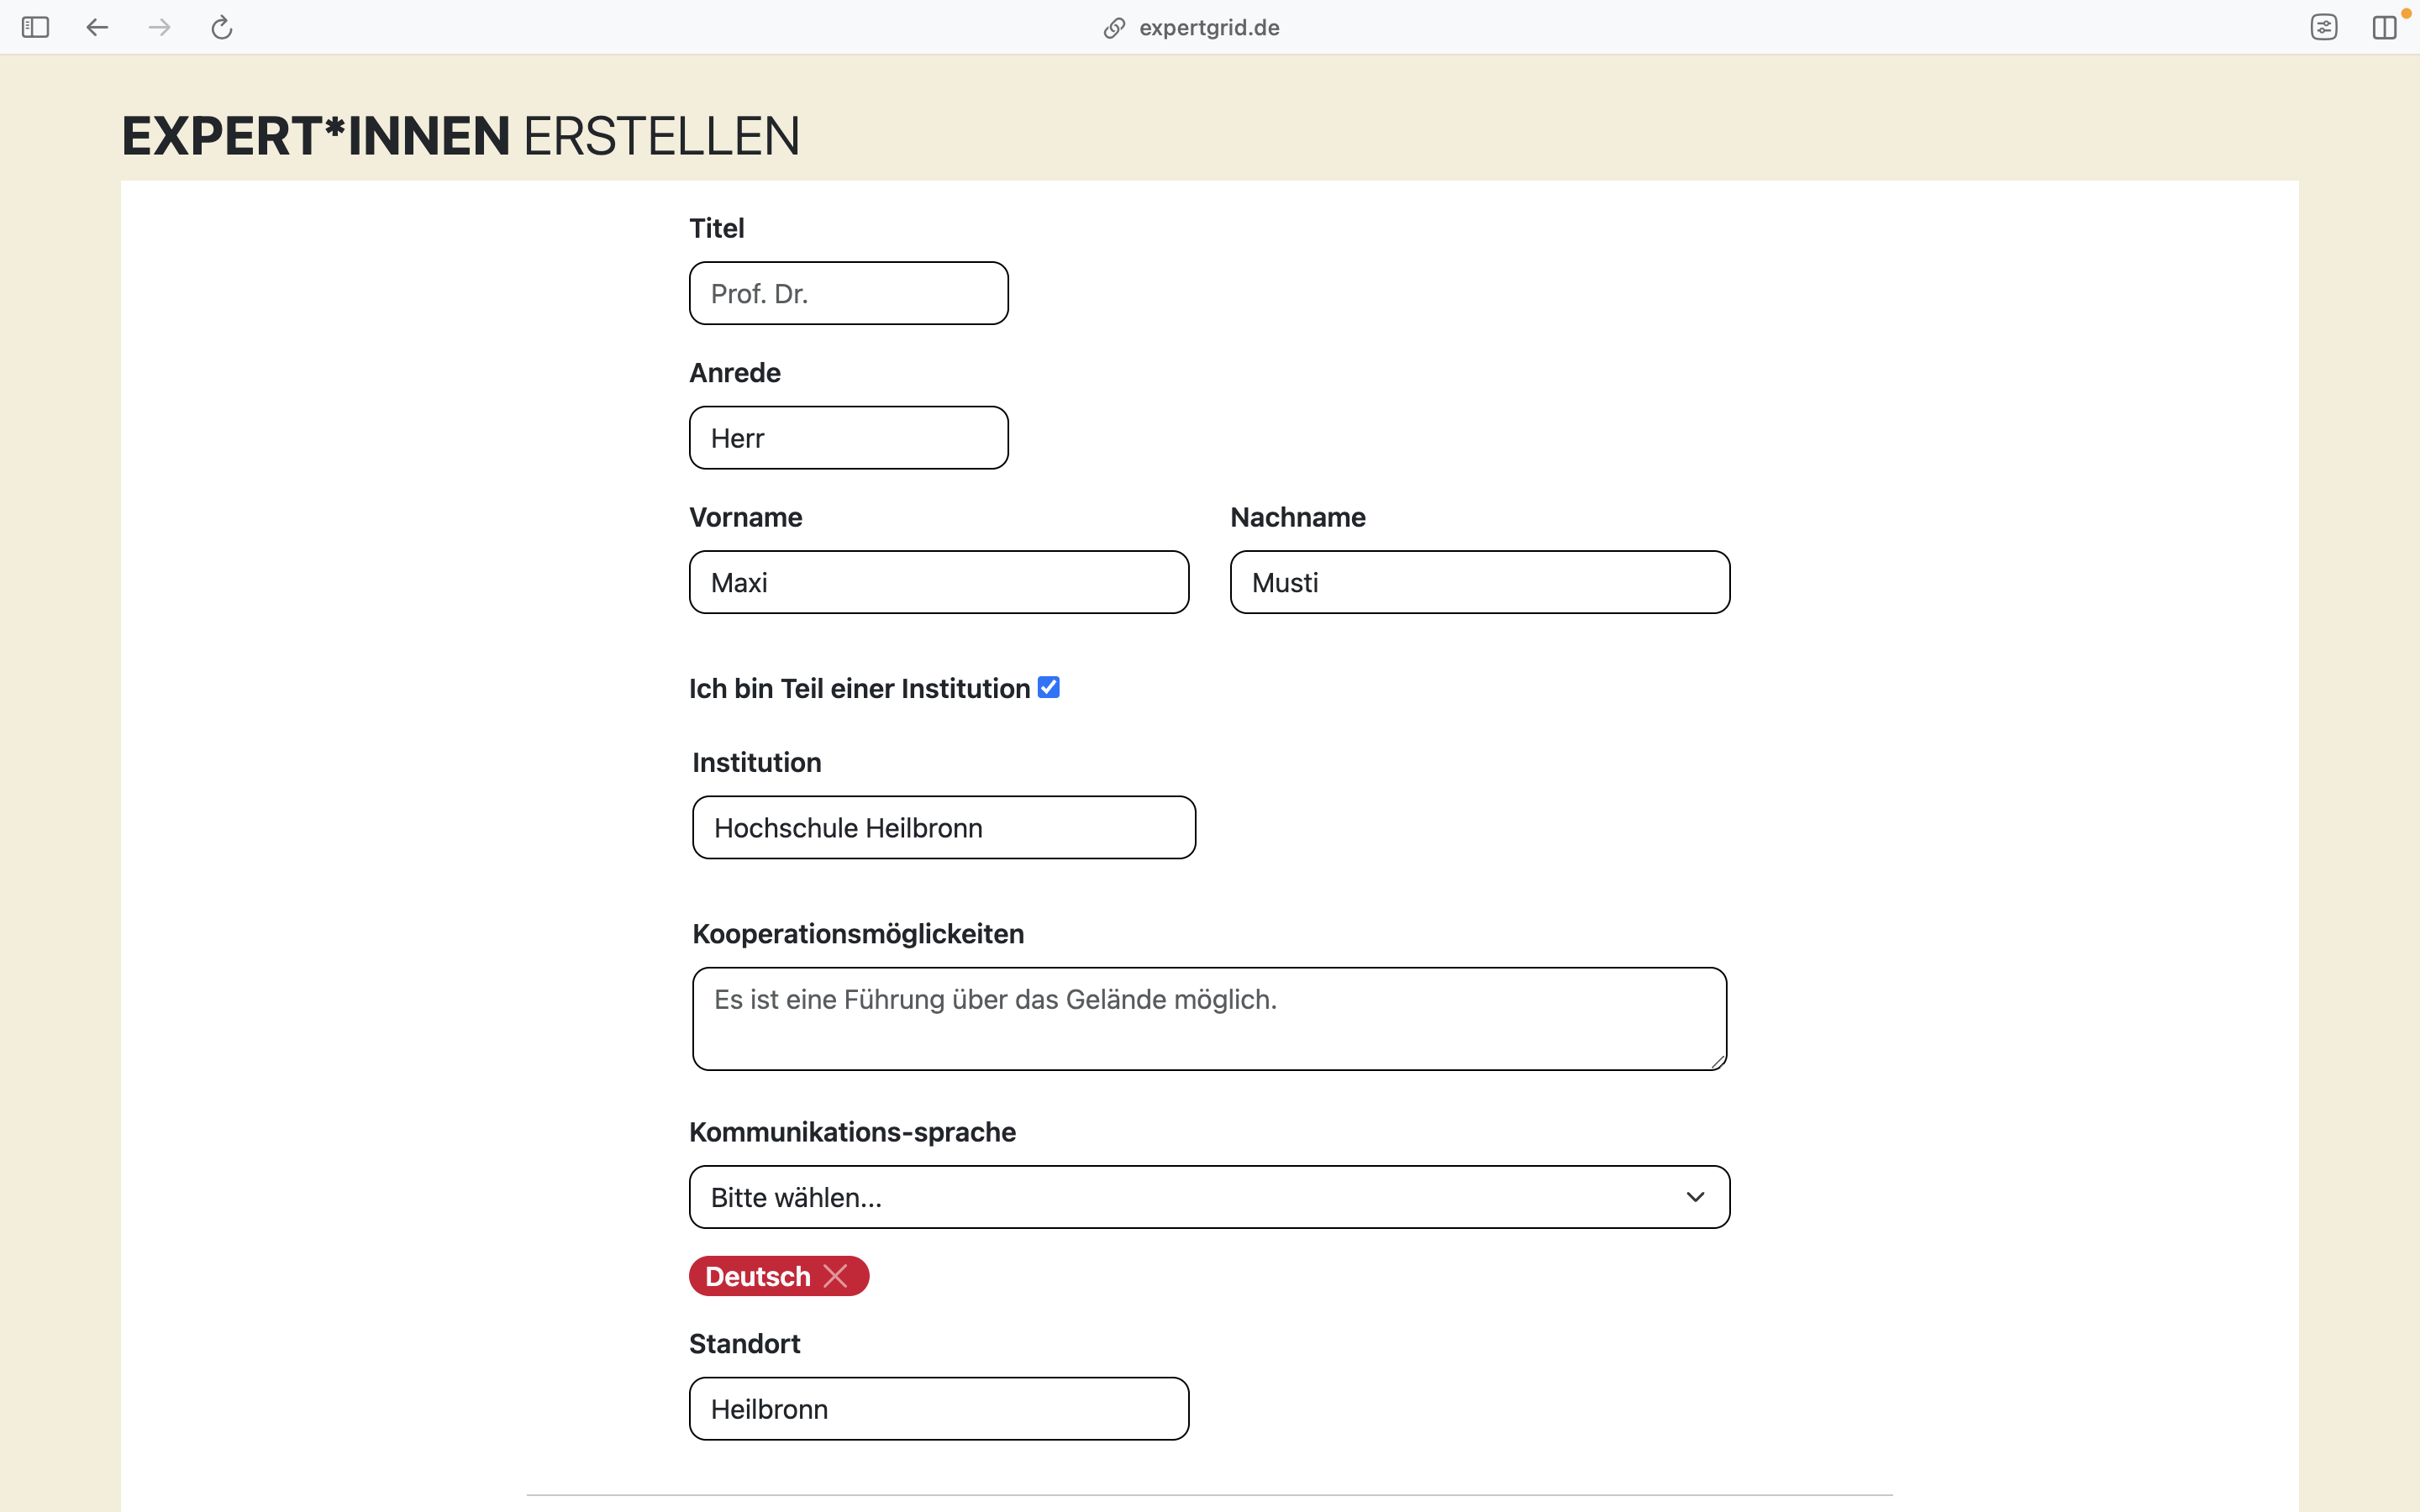 expertgrid.de
EXPERT*INNEN ERSTELLEN
Titel
Prof. Dr.
Anrede
Herr
Vorname
Nachname
Maxi
Musti
Ich bin Teil einer Institution
Institution
Hochschule Heilbronn
Kooperationsmöglickeiten
Es ist eine Führung über das Gelände möglich.
Kommunikations-sprache
Bitte wählen...
Deutsch
Standort
Heilbronn